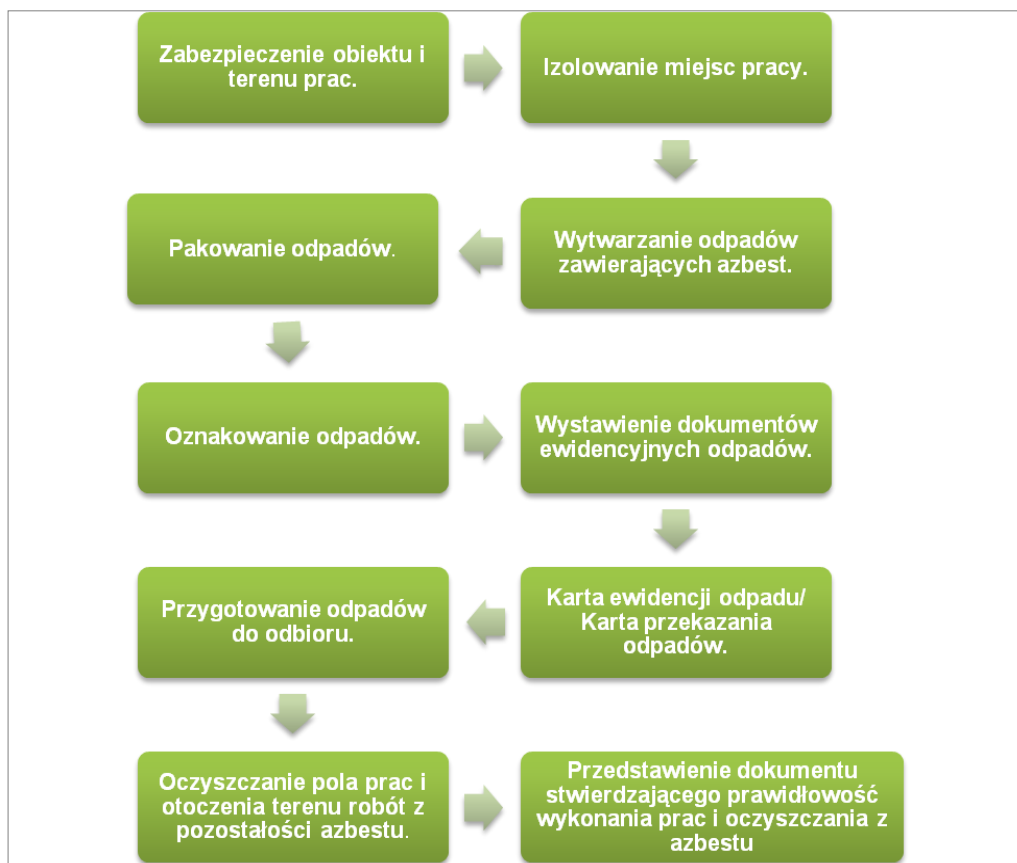 Zabezpieczenie obiektu i
terenu prac.
Izolowanie miejsc pracy.
Wytwarzanie odpadów
zawierających azbest.
Pakowanie odpadów.
Oznakowanie odpadów.
Wystawienie dokumentów
ewidencyjnych odpadów.
Karta ewidencji odpadu/
Karta przekazania
odpadów.
Przygotowanie odpadów
do odbioru.
Oczyszczanie pola prac i
otoczenia terenu robót z
pozostałości azbestu.
Przedstawienie dokumentu
stwierdzającego prawidłowość
wykonania prac i oczyszczania z
azbestu